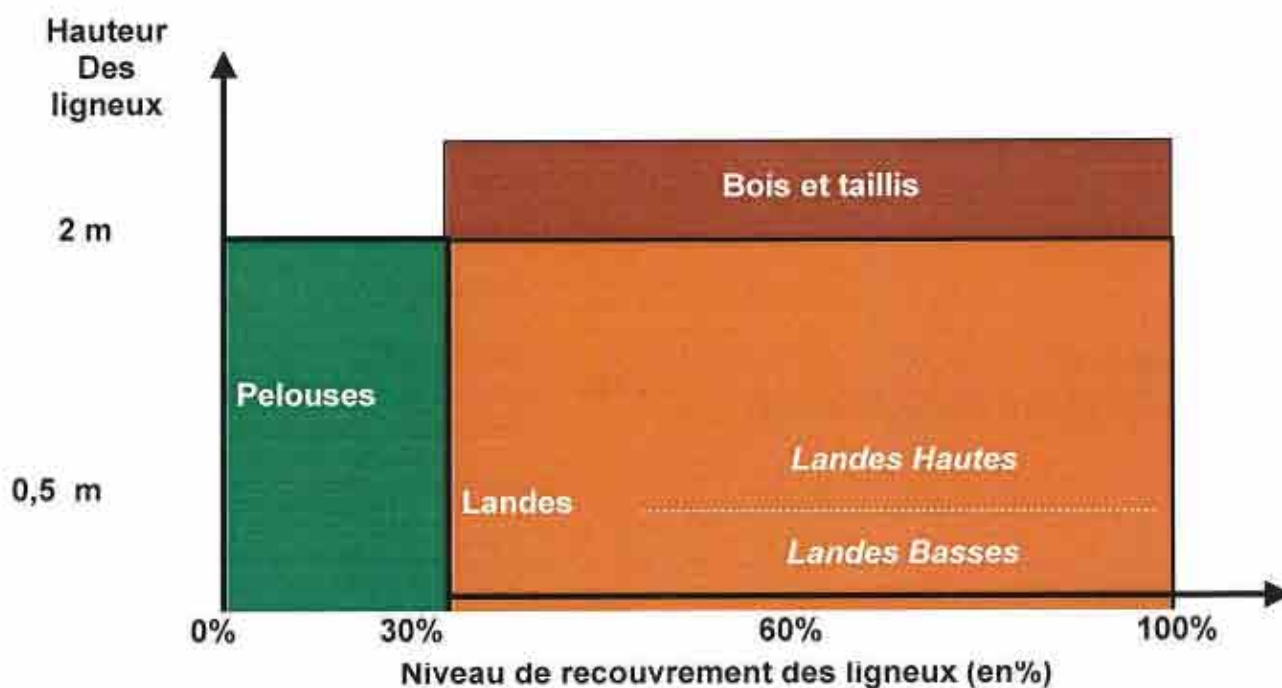 Hauteur
Des
ligneux
Bois et taillis
2 m
Pelouses
Landes Hautes
0,5 m
Landes
Landes Basses
0% 30% 60% 100%
Niveau de recouvrement des ligneux (en%)